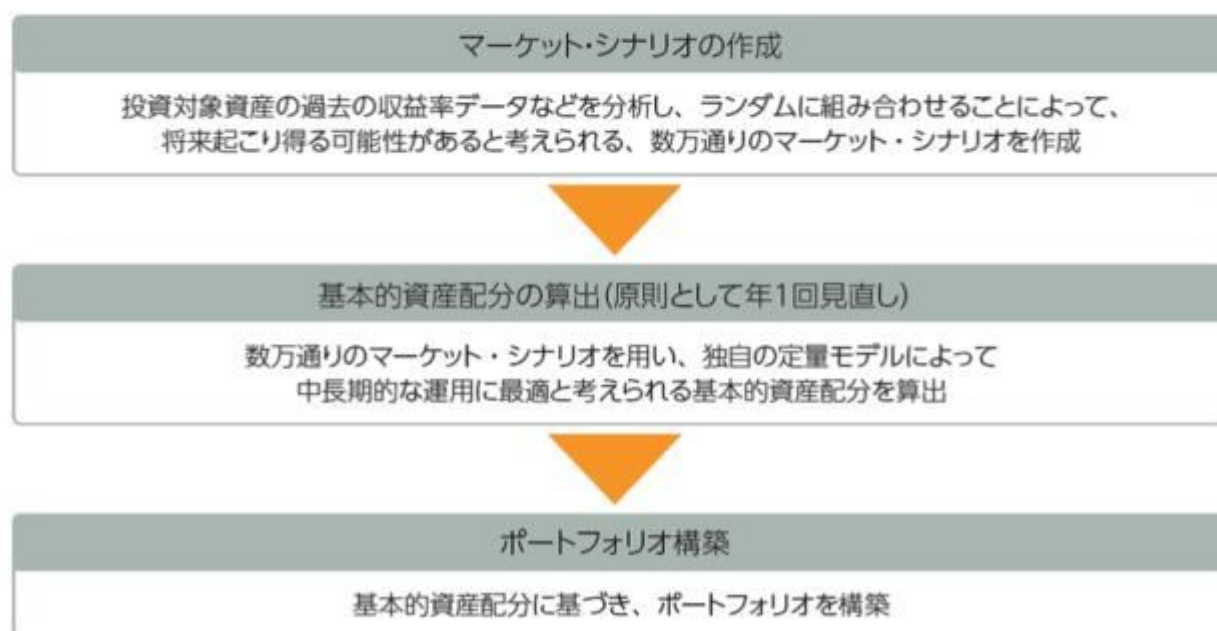 マーケット・シナリオの作成
投資対象資産の過去の収益率データなどを分析し、ランダムに組み合わせることによって、
将来起こり得る可能性があると考えられる、数万通りのマーケット・シナリオを作成
基本的資産配分の算出(原則として年1回見直し)
数万通りのマーケット・シナリオを用い、独自の定量モデルによって
中長期的な運用に最適と考えられる基本的資産配分を算出
ポートフォリオ構築
基本的資産配分に基づき、ポートフォリオを構築